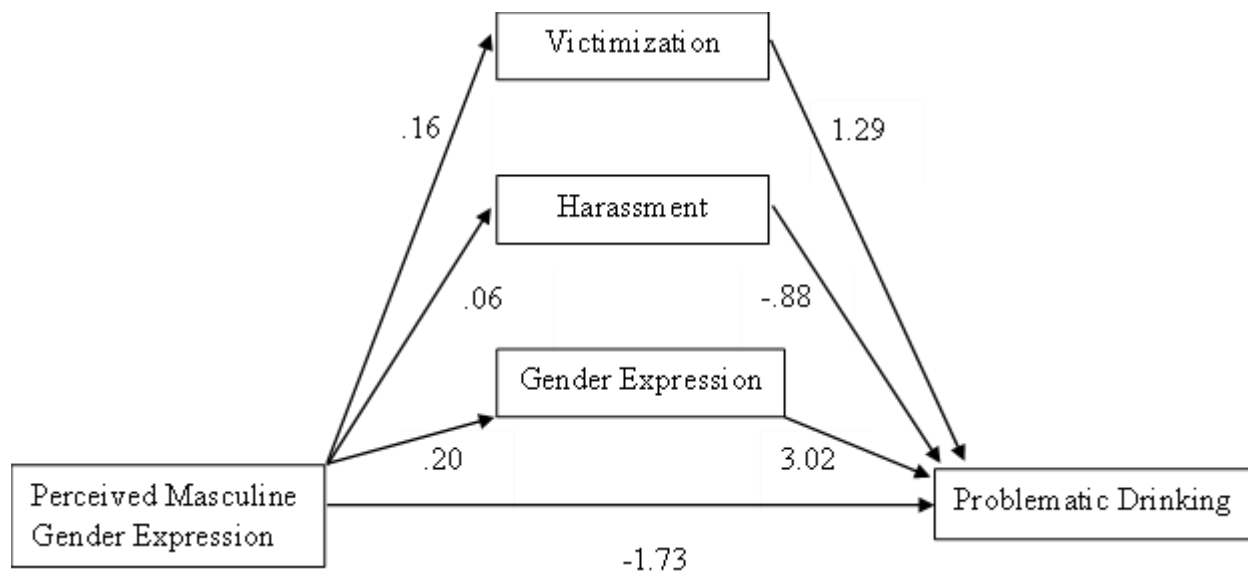 Victimization
.16
1.29
Harassment
.06
-.88
Gender Expression
.20
3.02
Perceived Masculine
Gender Expression
Problematic Drinking
-1.73